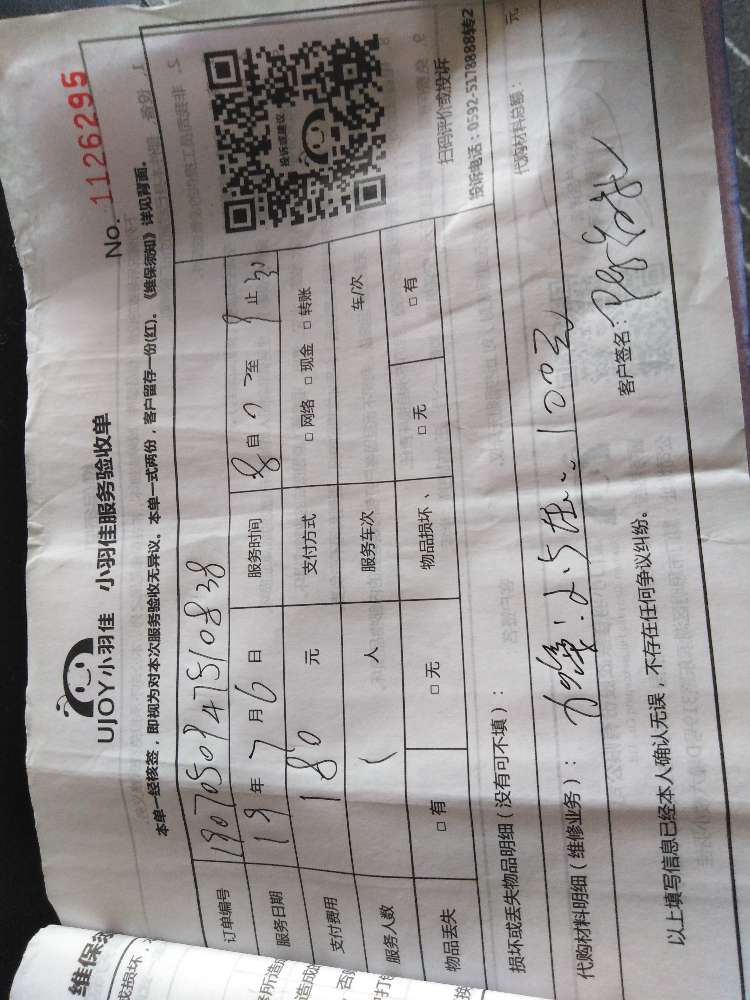 No. 1126295
UJOY小羽佳 小羽佳服务验收单
本单一经核签，即视为对本次服务验收无异议。本单一式两份，客户留存一份(红)。《维保须知》详见背面。
订单编号 1907050947510838
服务日期 19 年 7 月 6 日 服务时间 自 至 止
支付费用 180 元 支付方式 □ 网络 □ 现金 □ 转账
服务人数 人 服务车次 车/次
物品丢失 □ 有 □ 无 物品损坏、 □ 无 □ 有
投诉或建议
扫码评价或投诉
投诉电话：0592-5178888转2
损坏或丢失物品明细（没有可不填）：
代购材料总额： 元
代购材料明细（维修业务）： 100元
以上填写信息已经本人确认无误，不存在任何争议纠纷。
客户签名：